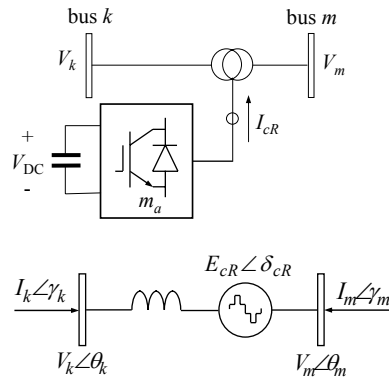 bus k
bus m
V_k
V_m
I_cR
+
V_DC
-
m_a
E_cR∠δ_cR
I_k∠γ_k
I_m∠γ_m
V_k∠θ_k
V_m∠θ_m